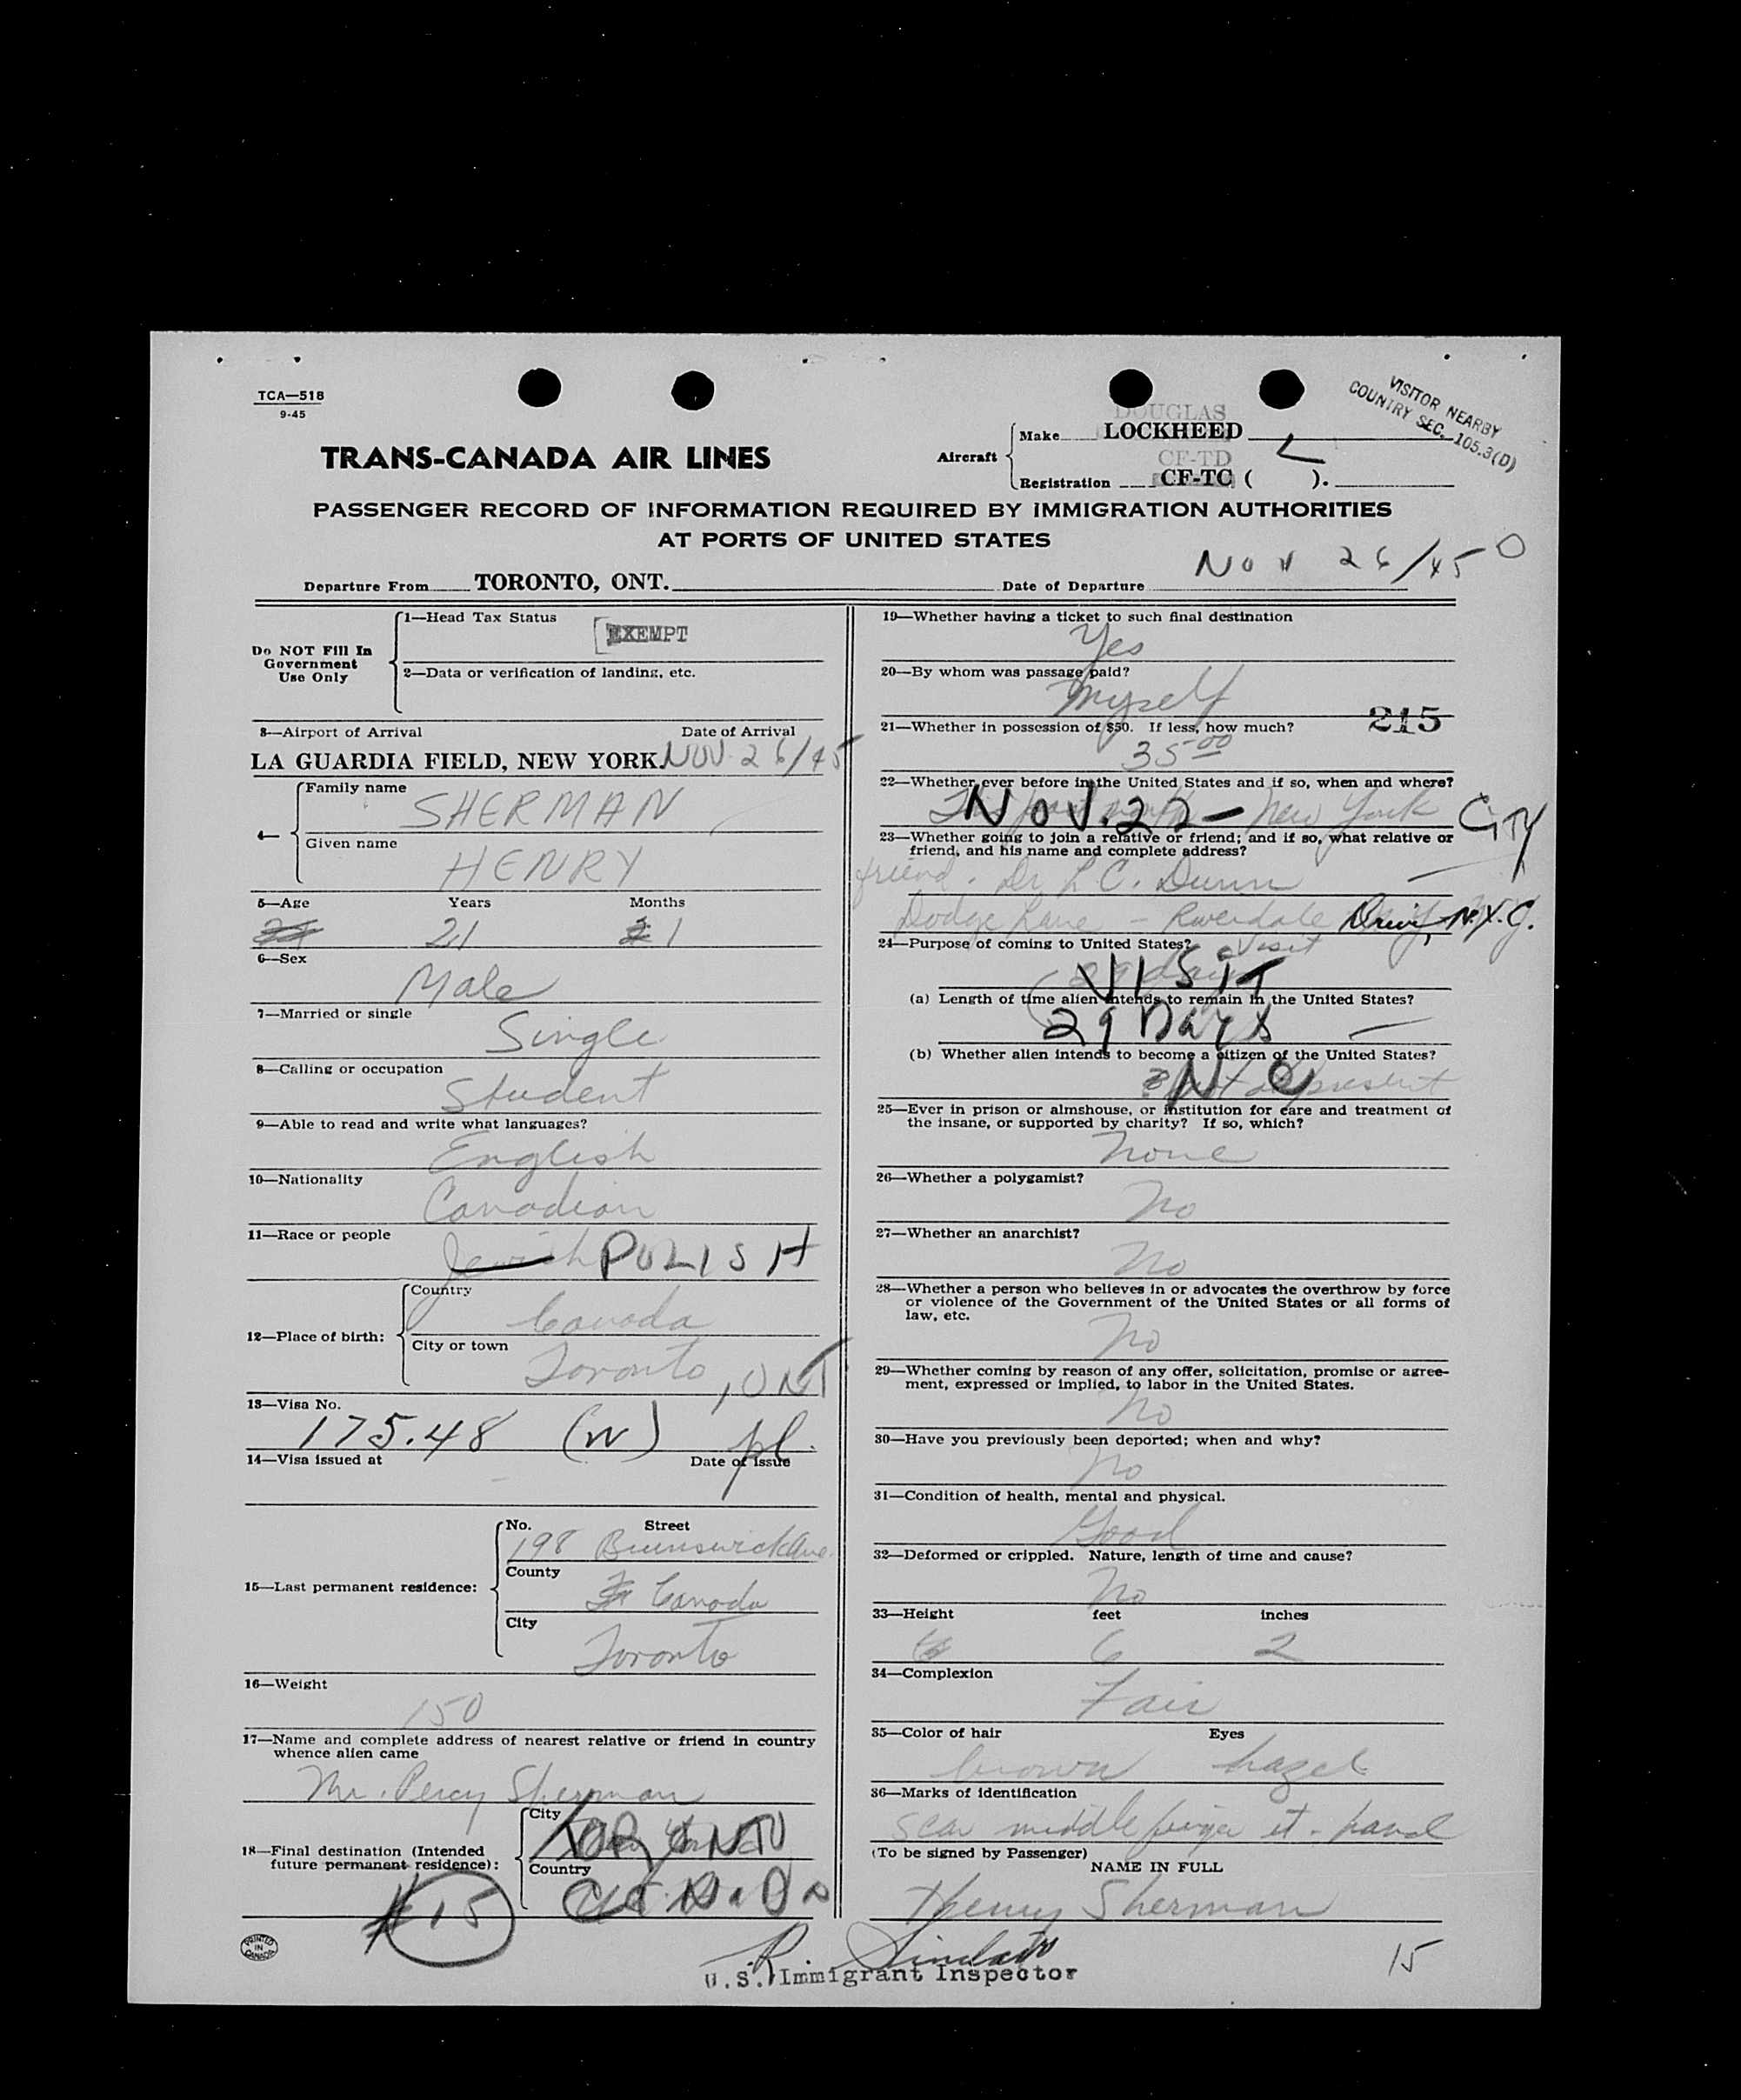 TCA—518
9-45
VISITOR NEARBY
COUNTRY SEC. 105.3(D)
TRANS-CANADA AIR LINES
Aircraft
DOUGLAS
Make LOCKHEED L
CF-TD
Registration CF-TC ( ).
PASSENGER RECORD OF INFORMATION REQUIRED BY IMMIGRATION AUTHORITIES
AT PORTS OF UNITED STATES
Departure From TORONTO, ONT. Date of Departure NOV 26/45
Do NOT Fill In
Government
Use Only
1—Head Tax Status
EXEMPT
2—Data or verification of landing, etc.
3—Airport of Arrival Date of Arrival
LA GUARDIA FIELD, NEW YORK. NOV 26/45
4—
Family name
SHERMAN
Given name
HENRY
5—Age Years Months
21 1
6—Sex
Male
7—Married or single
Single
8—Calling or occupation
Student
9—Able to read and write what languages?
English
10—Nationality
Canadian
11—Race or people
Jewish POLISH
12—Place of birth:
Country
Canada
City or town
Toronto, ONT
13—Visa No.
175.48 (W) pl.
14—Visa issued at Date of Issue
15—Last permanent residence:
No. Street
198 Brunswick Ave.
County
Canada
City
Toronto
16—Weight
150
17—Name and complete address of nearest relative or friend in country
whence alien came
Mr. Percy Sherman
18—Final destination (Intended
future permanent residence):
City
TORONTO
Country
CANADA
#15
PRINTED
IN
CANADA
19—Whether having a ticket to such final destination
Yes
20—By whom was passage paid?
Myself
215
21—Whether in possession of $50. If less, how much?
35 00
22—Whether ever before in the United States and if so, when and where?
NOV. 22 — New York CITY
23—Whether going to join a relative or friend; and if so, what relative or
friend, and his name and complete address?
friend. Dr L. C. Dunn
Dodge Lane — Riverdale Drive, N.Y.C.
24—Purpose of coming to United States?
Visit
VISIT
(a) Length of time alien intends to remain in the United States?
29 Days
(b) Whether alien intends to become a citizen of the United States?
NO
not at present
25—Ever in prison or almshouse, or institution for care and treatment of
the insane, or supported by charity? If so, which?
None
26—Whether a polygamist?
No
27—Whether an anarchist?
No
28—Whether a person who believes in or advocates the overthrow by force
or violence of the Government of the United States or all forms of
law, etc.
No
29—Whether coming by reason of any offer, solicitation, promise or agree-
ment, expressed or implied, to labor in the United States.
No
30—Have you previously been deported; when and why?
No
31—Condition of health, mental and physical.
Good
32—Deformed or crippled. Nature, length of time and cause?
No
33—Height feet inches
6 2
34—Complexion
Fair
35—Color of hair Eyes
brown hazel
36—Marks of identification
scar middle finger hand
(To be signed by Passenger)
NAME IN FULL
Henry Sherman
R. Sinclair
U.S. Immigrant Inspector
15